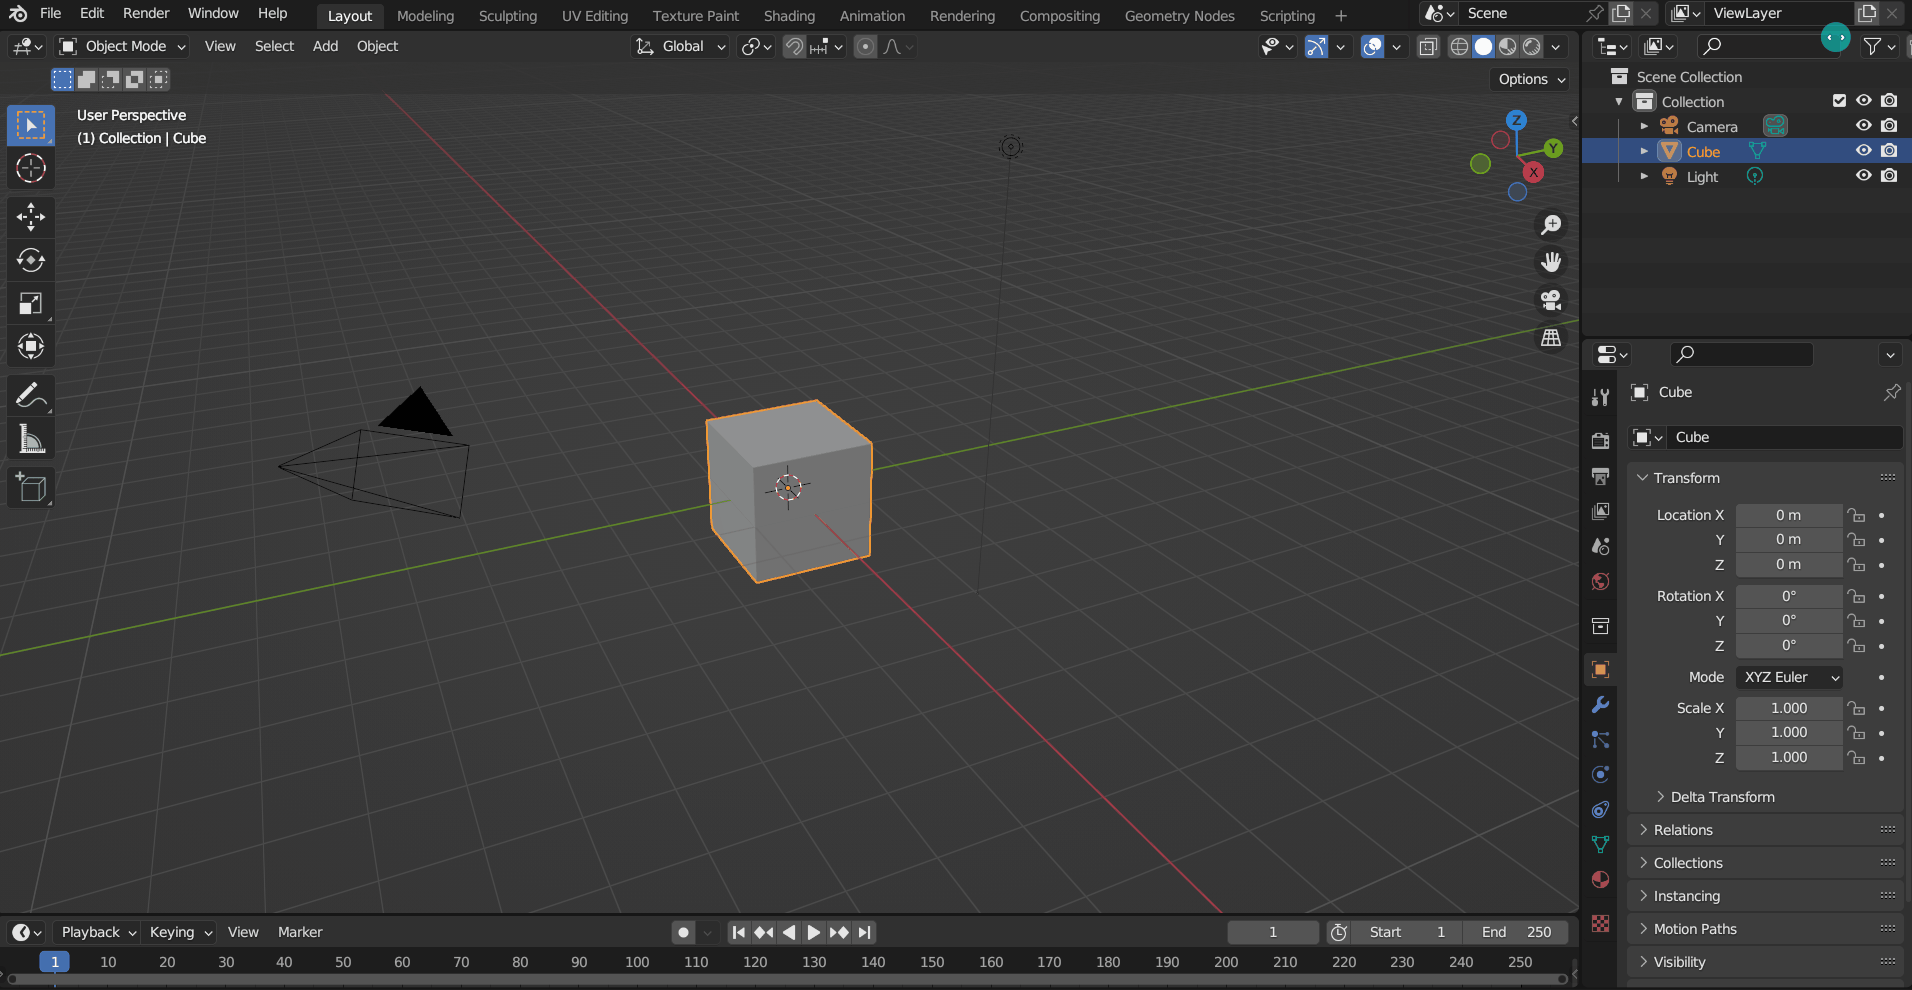 File Edit Render Window Help Layout Modeling Sculpting UV Editing Texture Paint Shading Animation Rendering Compositing Geometry Nodes Scripting + Scene ViewLayer
Object Mode View Select Add Object Global
Options
User Perspective
(1) Collection | Cube
Z
Y
X
Scene Collection
Collection
Camera
Cube
Light
Cube
Cube
Transform
Location X 0 m
Y 0 m
Z 0 m
Rotation X 0°
Y 0°
Z 0°
Mode XYZ Euler
Scale X 1.000
Y 1.000
Z 1.000
Delta Transform
Relations
Collections
Instancing
Motion Paths
Visibility
Playback Keying View Marker 1 Start 1 End 250
1 10 20 30 40 50 60 70 80 90 100 110 120 130 140 150 160 170 180 190 200 210 220 230 240 250